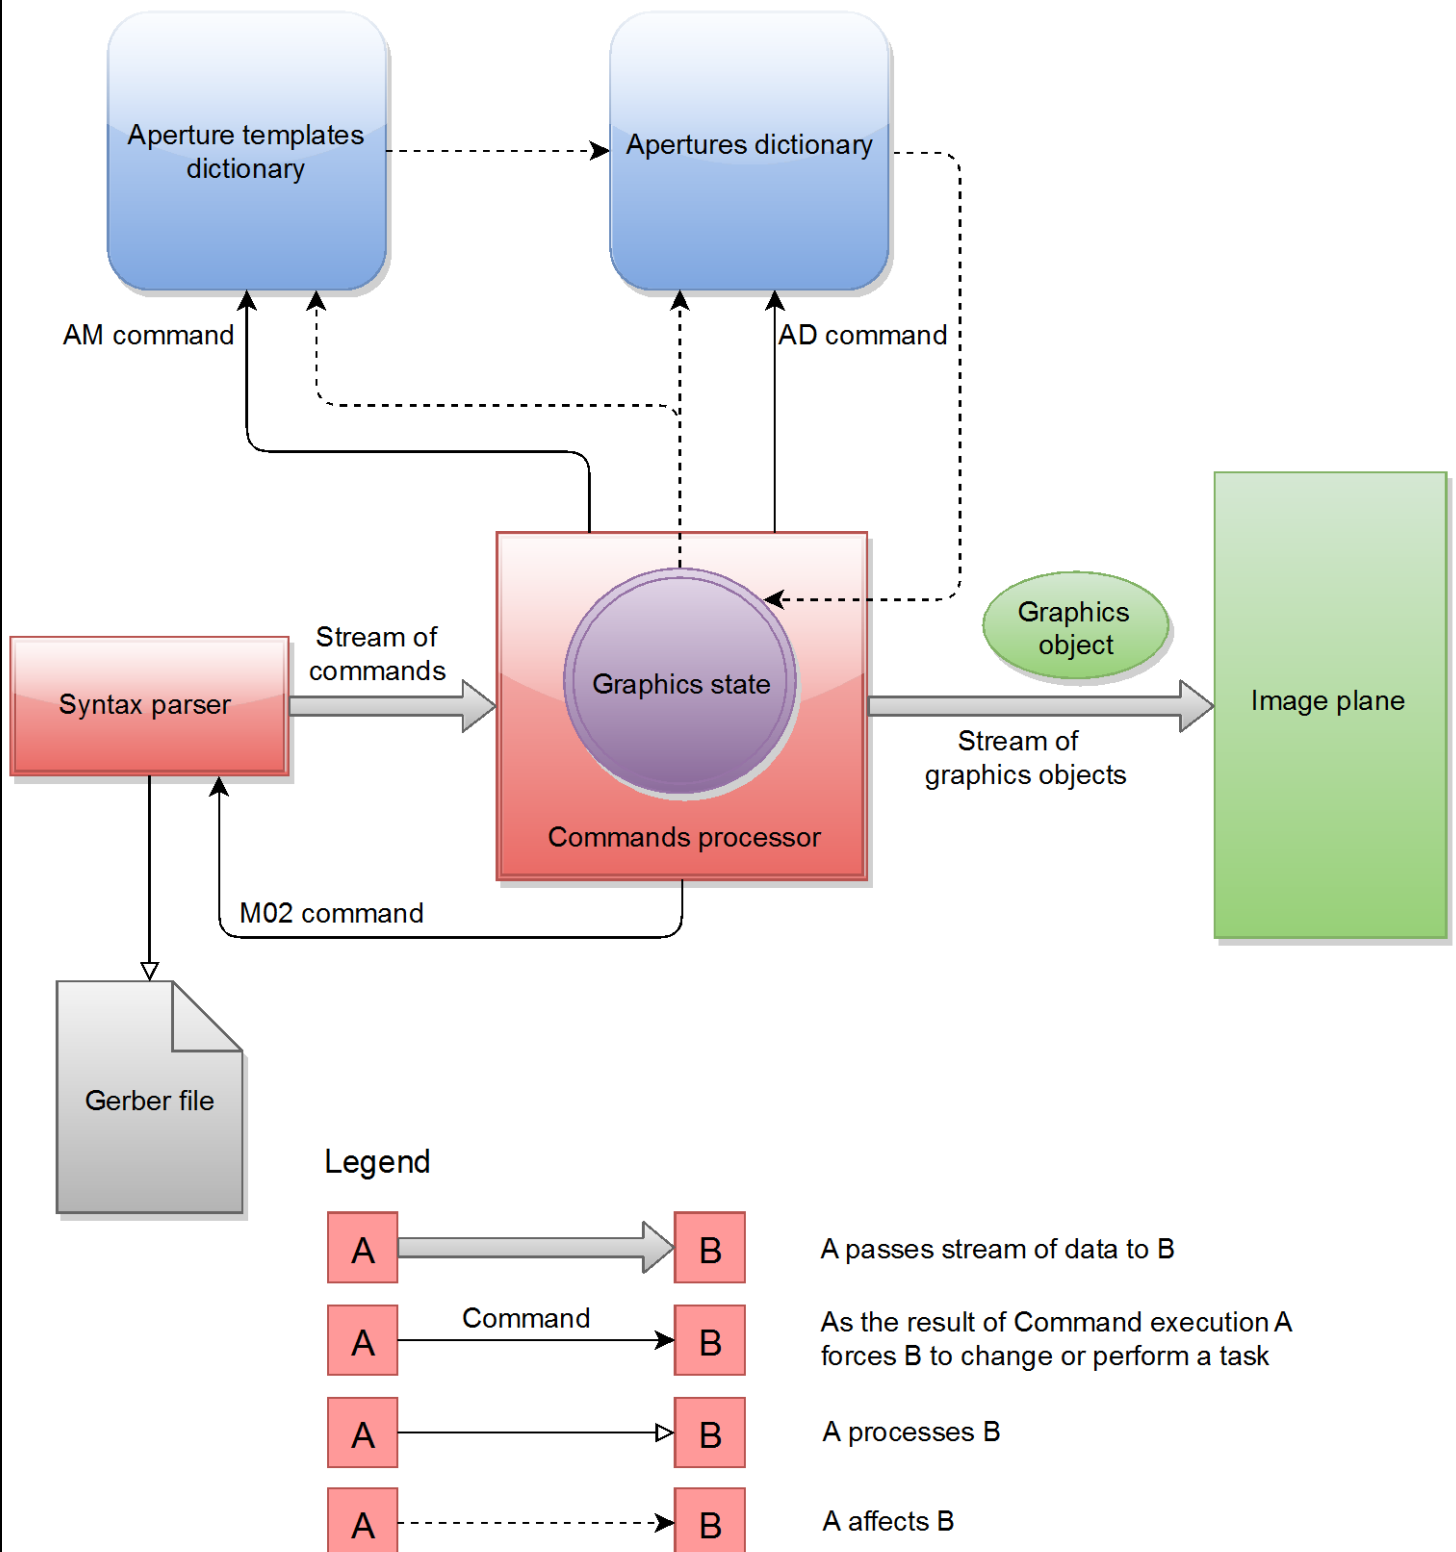 Aperture templates
dictionary
Apertures dictionary
AM command
AD command
Graphics
object
Stream of
commands
Syntax parser
Graphics state
Image plane
Stream of
graphics objects
Commands processor
M02 command
Gerber file
Legend
A
B
A passes stream of data to B
Command
A
B
As the result of Command execution A
forces B to change or perform a task
A
B
A processes B
A
B
A affects B